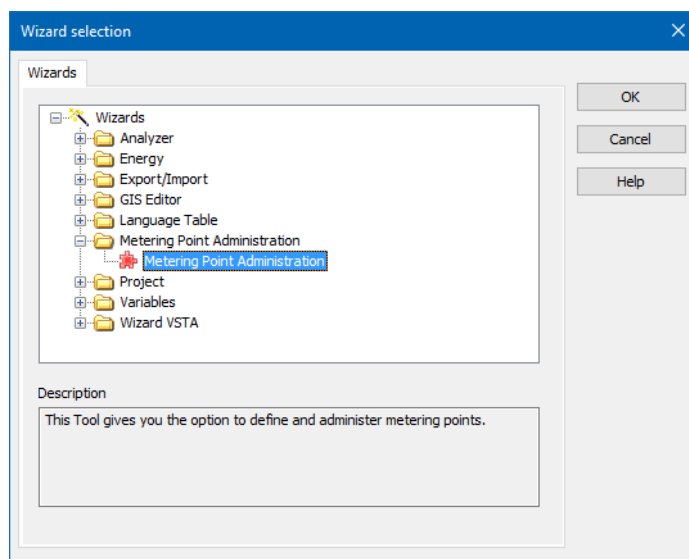 Wizard selection
Wizards
OK
Cancel
Help
Wizards
Analyzer
Energy
Export/Import
GIS Editor
Language Table
Metering Point Administration
Metering Point Administration
Project
Variables
Wizard VSTA
Description
This Tool gives you the option to define and administer metering points.